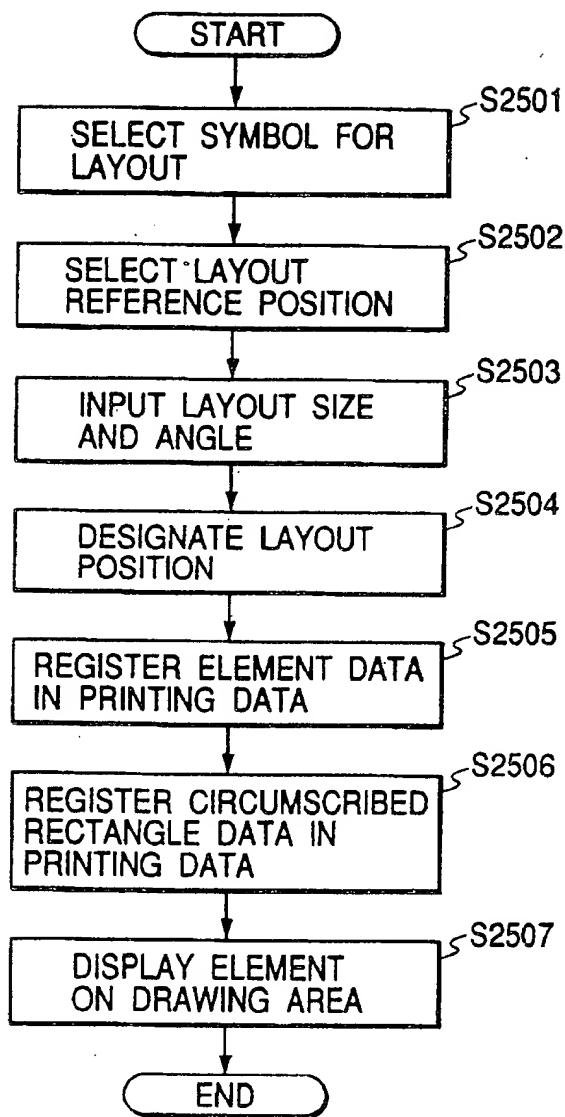 START
S2501
SELECT SYMBOL FOR
LAYOUT
S2502
SELECT LAYOUT
REFERENCE POSITION
S2503
INPUT LAYOUT SIZE
AND ANGLE
S2504
DESIGNATE LAYOUT
POSITION
S2505
REGISTER ELEMENT DATA
IN PRINTING DATA
S2506
REGISTER CIRCUMSCRIBED
RECTANGLE DATA IN
PRINTING DATA
S2507
DISPLAY ELEMENT
ON DRAWING AREA
END